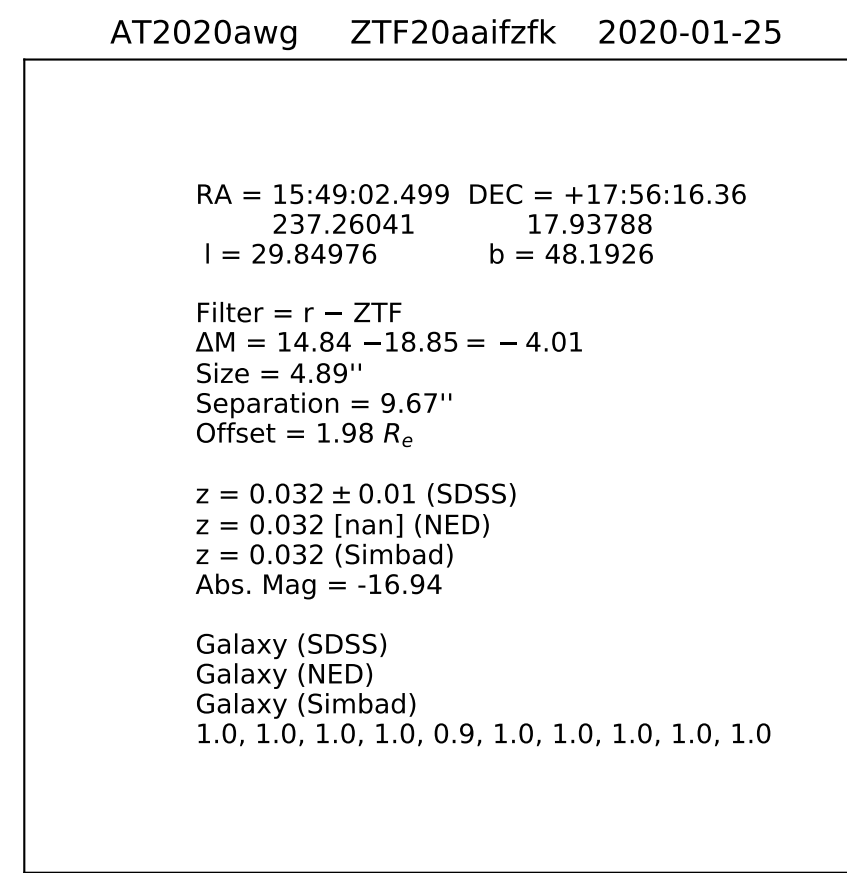 AT2020awg ZTF20aaifzfk 2020-01-25
RA = 15:49:02.499 DEC = +17:56:16.36
237.26041 17.93788
l = 29.84976 b = 48.1926
Filter = r − ZTF
ΔM = 14.84 −18.85 = − 4.01
Size = 4.89''
Separation = 9.67''
Offset = 1.98 Re
z = 0.032 ± 0.01 (SDSS)
z = 0.032 [nan] (NED)
z = 0.032 (Simbad)
Abs. Mag = -16.94
Galaxy (SDSS)
Galaxy (NED)
Galaxy (Simbad)
1.0, 1.0, 1.0, 1.0, 0.9, 1.0, 1.0, 1.0, 1.0, 1.0